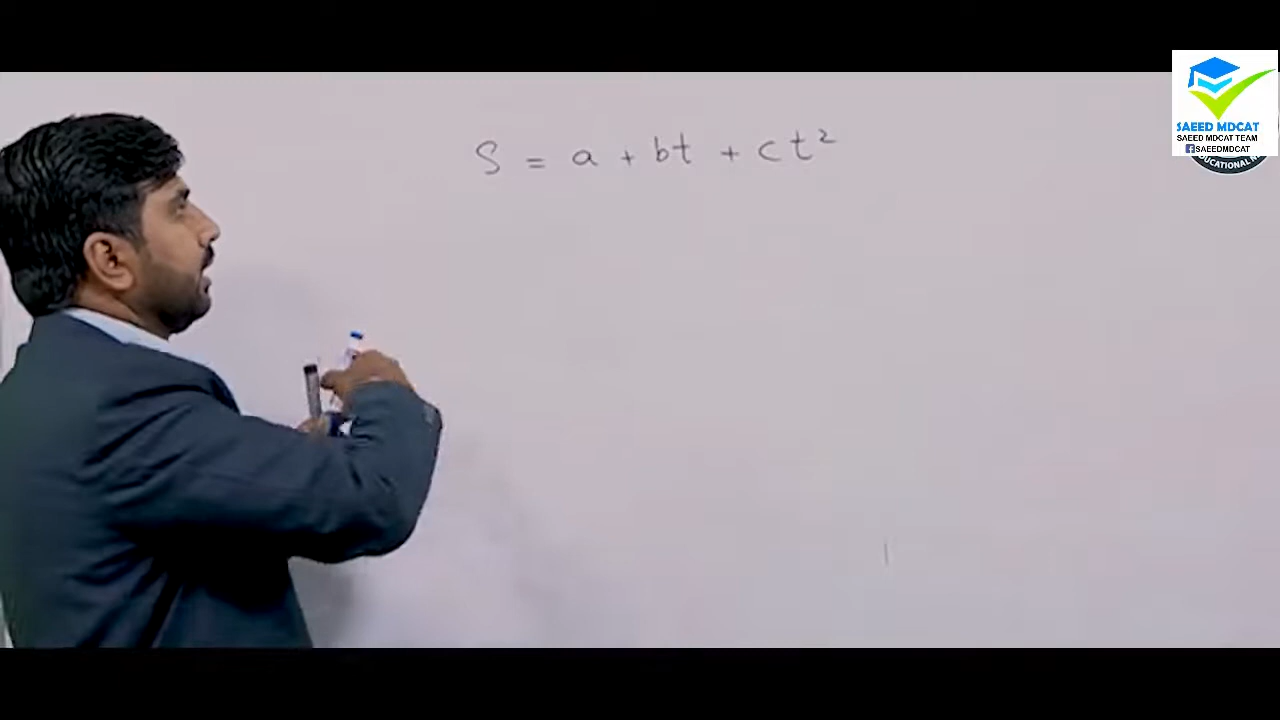 S = a + bt + ct²
SAEED MDCAT
SAEED MDCAT TEAM
SAEEDMDCAT